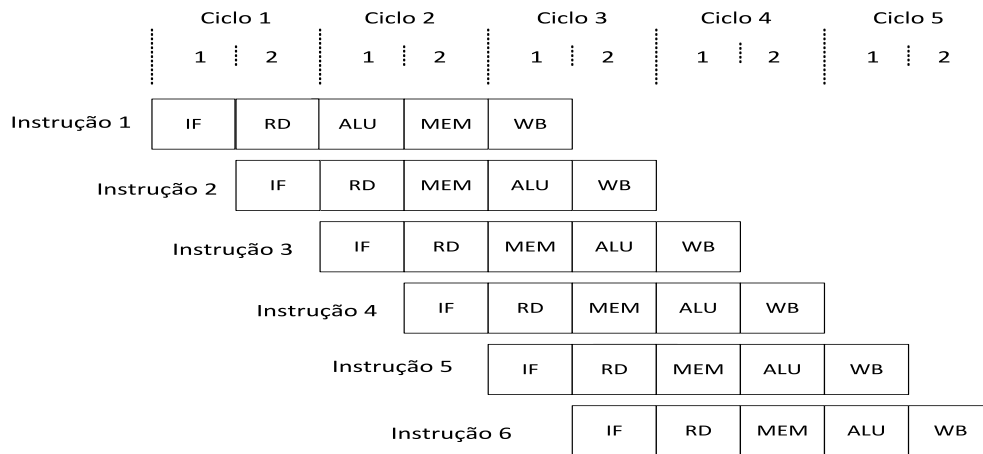 Ciclo 1 Ciclo 2 Ciclo 3 Ciclo 4 Ciclo 5
1 2 1 2 1 2 1 2 1 2
Instrução 1 IF RD ALU MEM WB
Instrução 2 IF RD MEM ALU WB
Instrução 3 IF RD MEM ALU WB
Instrução 4 IF RD MEM ALU WB
Instrução 5 IF RD MEM ALU WB
Instrução 6 IF RD MEM ALU WB